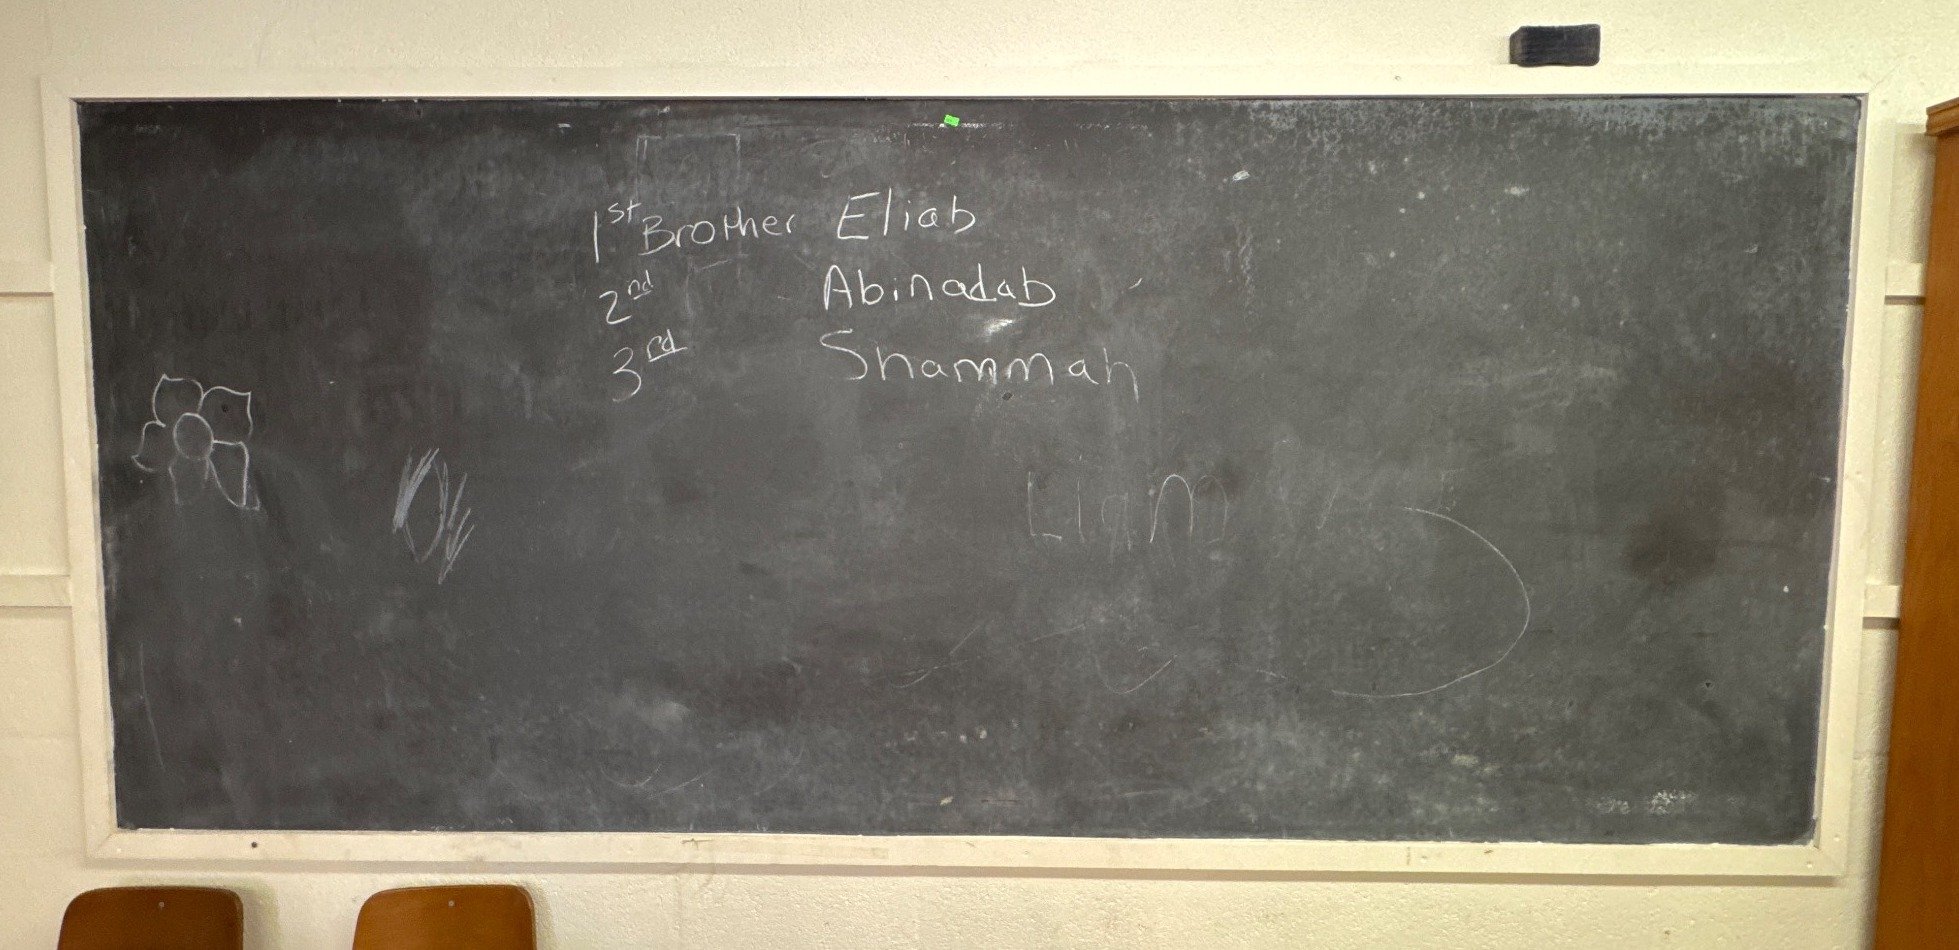 1st Brother Eliab
2nd Abinadab
3rd Shammah
Liam